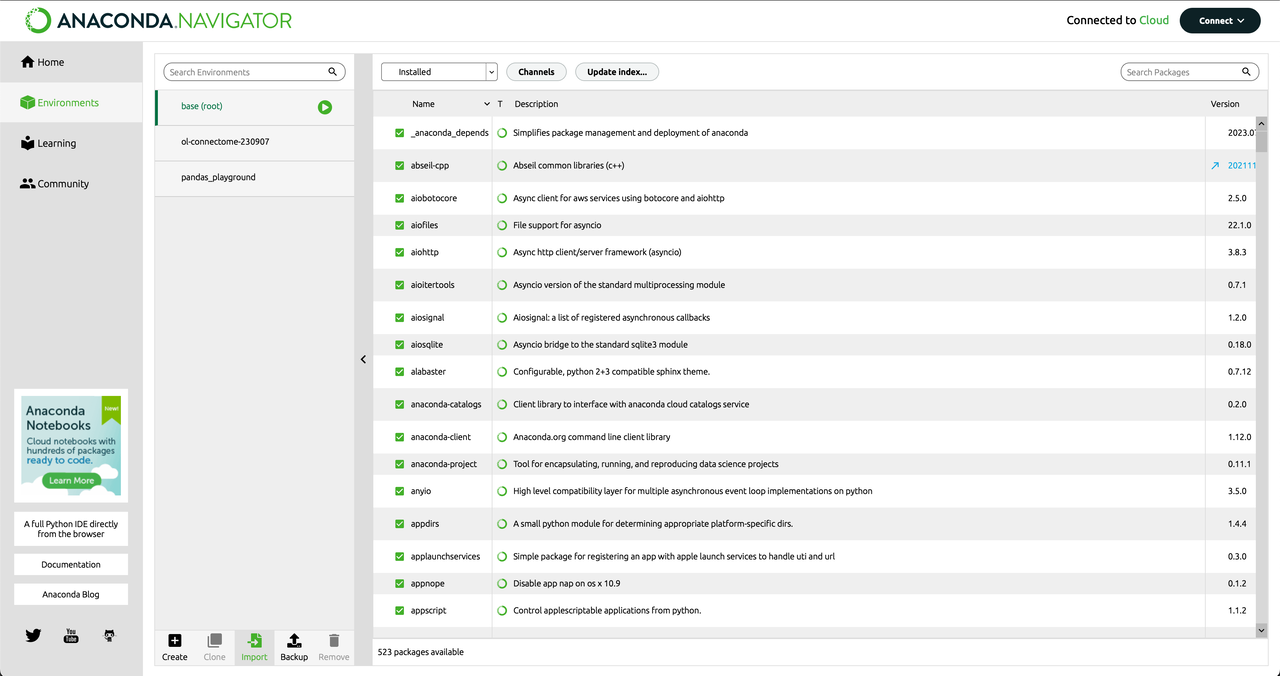 ANACONDA.NAVIGATOR
Connected to Cloud
Connect
Home
Environments
Learning
Community
Anaconda
Notebooks
New!
Cloud notebooks with
hundreds of packages
ready to code.
Learn More
A full Python IDE directly
from the browser
Documentation
Anaconda Blog
You
Tube
Search Environments
base (root)
ol-connectome-230907
pandas_playground
Create
Clone
Import
Backup
Remove
Installed
Channels
Update index...
Search Packages
Name T Description Version
_anaconda_depends Simplifies package management and deployment of anaconda 2023.07
abseil-cpp Abseil common libraries (c++) 202111
aiobotocore Async client for aws services using botocore and aiohttp 2.5.0
aiofiles File support for asyncio 22.1.0
aiohttp Async http client/server framework (asyncio) 3.8.3
aioitertools Asyncio version of the standard multiprocessing module 0.7.1
aiosignal Aiosignal: a list of registered asynchronous callbacks 1.2.0
aiosqlite Asyncio bridge to the standard sqlite3 module 0.18.0
alabaster Configurable, python 2+3 compatible sphinx theme. 0.7.12
anaconda-catalogs Client library to interface with anaconda cloud catalogs service 0.2.0
anaconda-client Anaconda.org command line client library 1.12.0
anaconda-project Tool for encapsulating, running, and reproducing data science projects 0.11.1
anyio High level compatibility layer for multiple asynchronous event loop implementations on python 3.5.0
appdirs A small python module for determining appropriate platform-specific dirs. 1.4.4
applaunchservices Simple package for registering an app with apple launch services to handle uti and url 0.3.0
appnope Disable app nap on os x 10.9 0.1.2
appscript Control applescriptable applications from python. 1.1.2
523 packages available